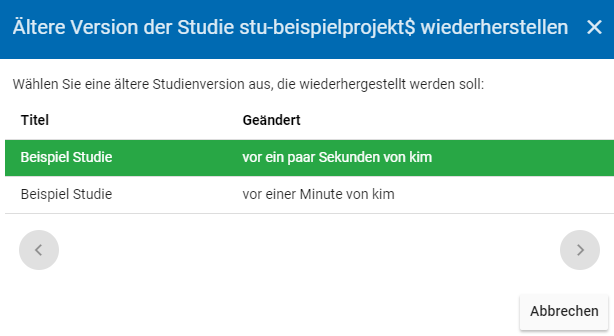 Ältere Version der Studie stu-beispielprojekt$ wiederherstellen
Wählen Sie eine ältere Studienversion aus, die wiederhergestellt werden soll:
Titel Geändert
Beispiel Studie vor ein paar Sekunden von kim
Beispiel Studie vor einer Minute von kim
Abbrechen